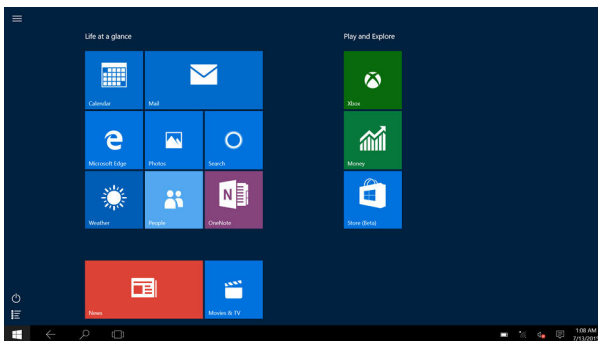 Life at a glance
Play and Explore
Calendar
Mail
Xbox
Microsoft Edge
Photos
Search
Money
Weather
People
OneNote
Store (Beta)
News
Movies & TV
1:08 AM